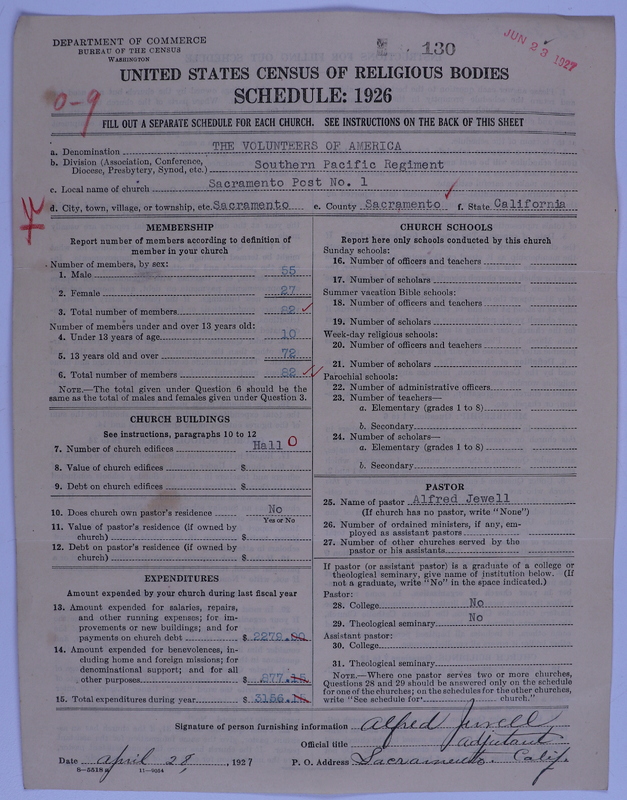 DEPARTMENT OF COMMERCE
BUREAU OF THE CENSUS
WASHINGTON
130
JUN 23 1927
UNITED STATES CENSUS OF RELIGIOUS BODIES
SCHEDULE: 1926
0-9
FILL OUT A SEPARATE SCHEDULE FOR EACH CHURCH. SEE INSTRUCTIONS ON THE BACK OF THIS SHEET
a. Denomination THE VOLUNTEERS OF AMERICA
b. Division (Association, Conference, Diocese, Presbytery, Synod, etc.) Southern Pacific Regiment
c. Local name of church Sacramento Post No. 1
d. City, town, village, or township, etc. Sacramento e. County Sacramento f. State California
MEMBERSHIP
Report number of members according to definition of
member in your church
Number of members, by sex:
1. Male 55
2. Female 27
3. Total number of members 82
Number of members under and over 13 years old:
4. Under 13 years of age 10
5. 13 years old and over 72
6. Total number of members 82
NOTE.—The total given under Question 6 should be the
same as the total of males and females given under Question 3.
CHURCH BUILDINGS
See instructions, paragraphs 10 to 12
7. Number of church edifices Hall 0
8. Value of church edifices $
9. Debt on church edifices $
10. Does church own pastor's residence No
Yes or No
11. Value of pastor's residence (if owned by
church) $
12. Debt on pastor's residence (if owned by
church) $
EXPENDITURES
Amount expended by your church during last fiscal year
13. Amount expended for salaries, repairs,
and other running expenses; for im-
provements or new buildings; and for
payments on church debt $ 2279.
14. Amount expended for benevolences, in-
cluding home and foreign missions; for
denominational support; and for all
other purposes $ 877.15
15. Total expenditures during year $ 3156.
CHURCH SCHOOLS
Report here only schools conducted by this church
Sunday schools:
16. Number of officers and teachers
17. Number of scholars
Summer vacation Bible schools:
18. Number of officers and teachers
19. Number of scholars
Week-day religious schools:
20. Number of officers and teachers
21. Number of scholars
Parochial schools:
22. Number of administrative officers
23. Number of teachers—
a. Elementary (grades 1 to 8)
b. Secondary
24. Number of scholars—
a. Elementary (grades 1 to 8)
b. Secondary
PASTOR
25. Name of pastor Alfred Jewell
(If church has no pastor, write "None")
26. Number of ordained ministers, if any, em-
ployed as assistant pastors
27. Number of other churches served by the
pastor or his assistants
If pastor (or assistant pastor) is a graduate of a college or
theological seminary, give name of institution below. (If
not a graduate, write "No" in the space indicated.)
Pastor:
28. College No
29. Theological seminary No
Assistant pastor:
30. College
31. Theological seminary
NOTE.—Where one pastor serves two or more churches,
Questions 28 and 29 should be answered only on the schedule
for one of the churches; on the schedules for the other churches,
write "See schedule for church."
Signature of person furnishing information Alfred Jewell
Official title adjutant
Date April 28, 1927 P. O. Address Sacramento. Calif.
8-5518a 11-9064